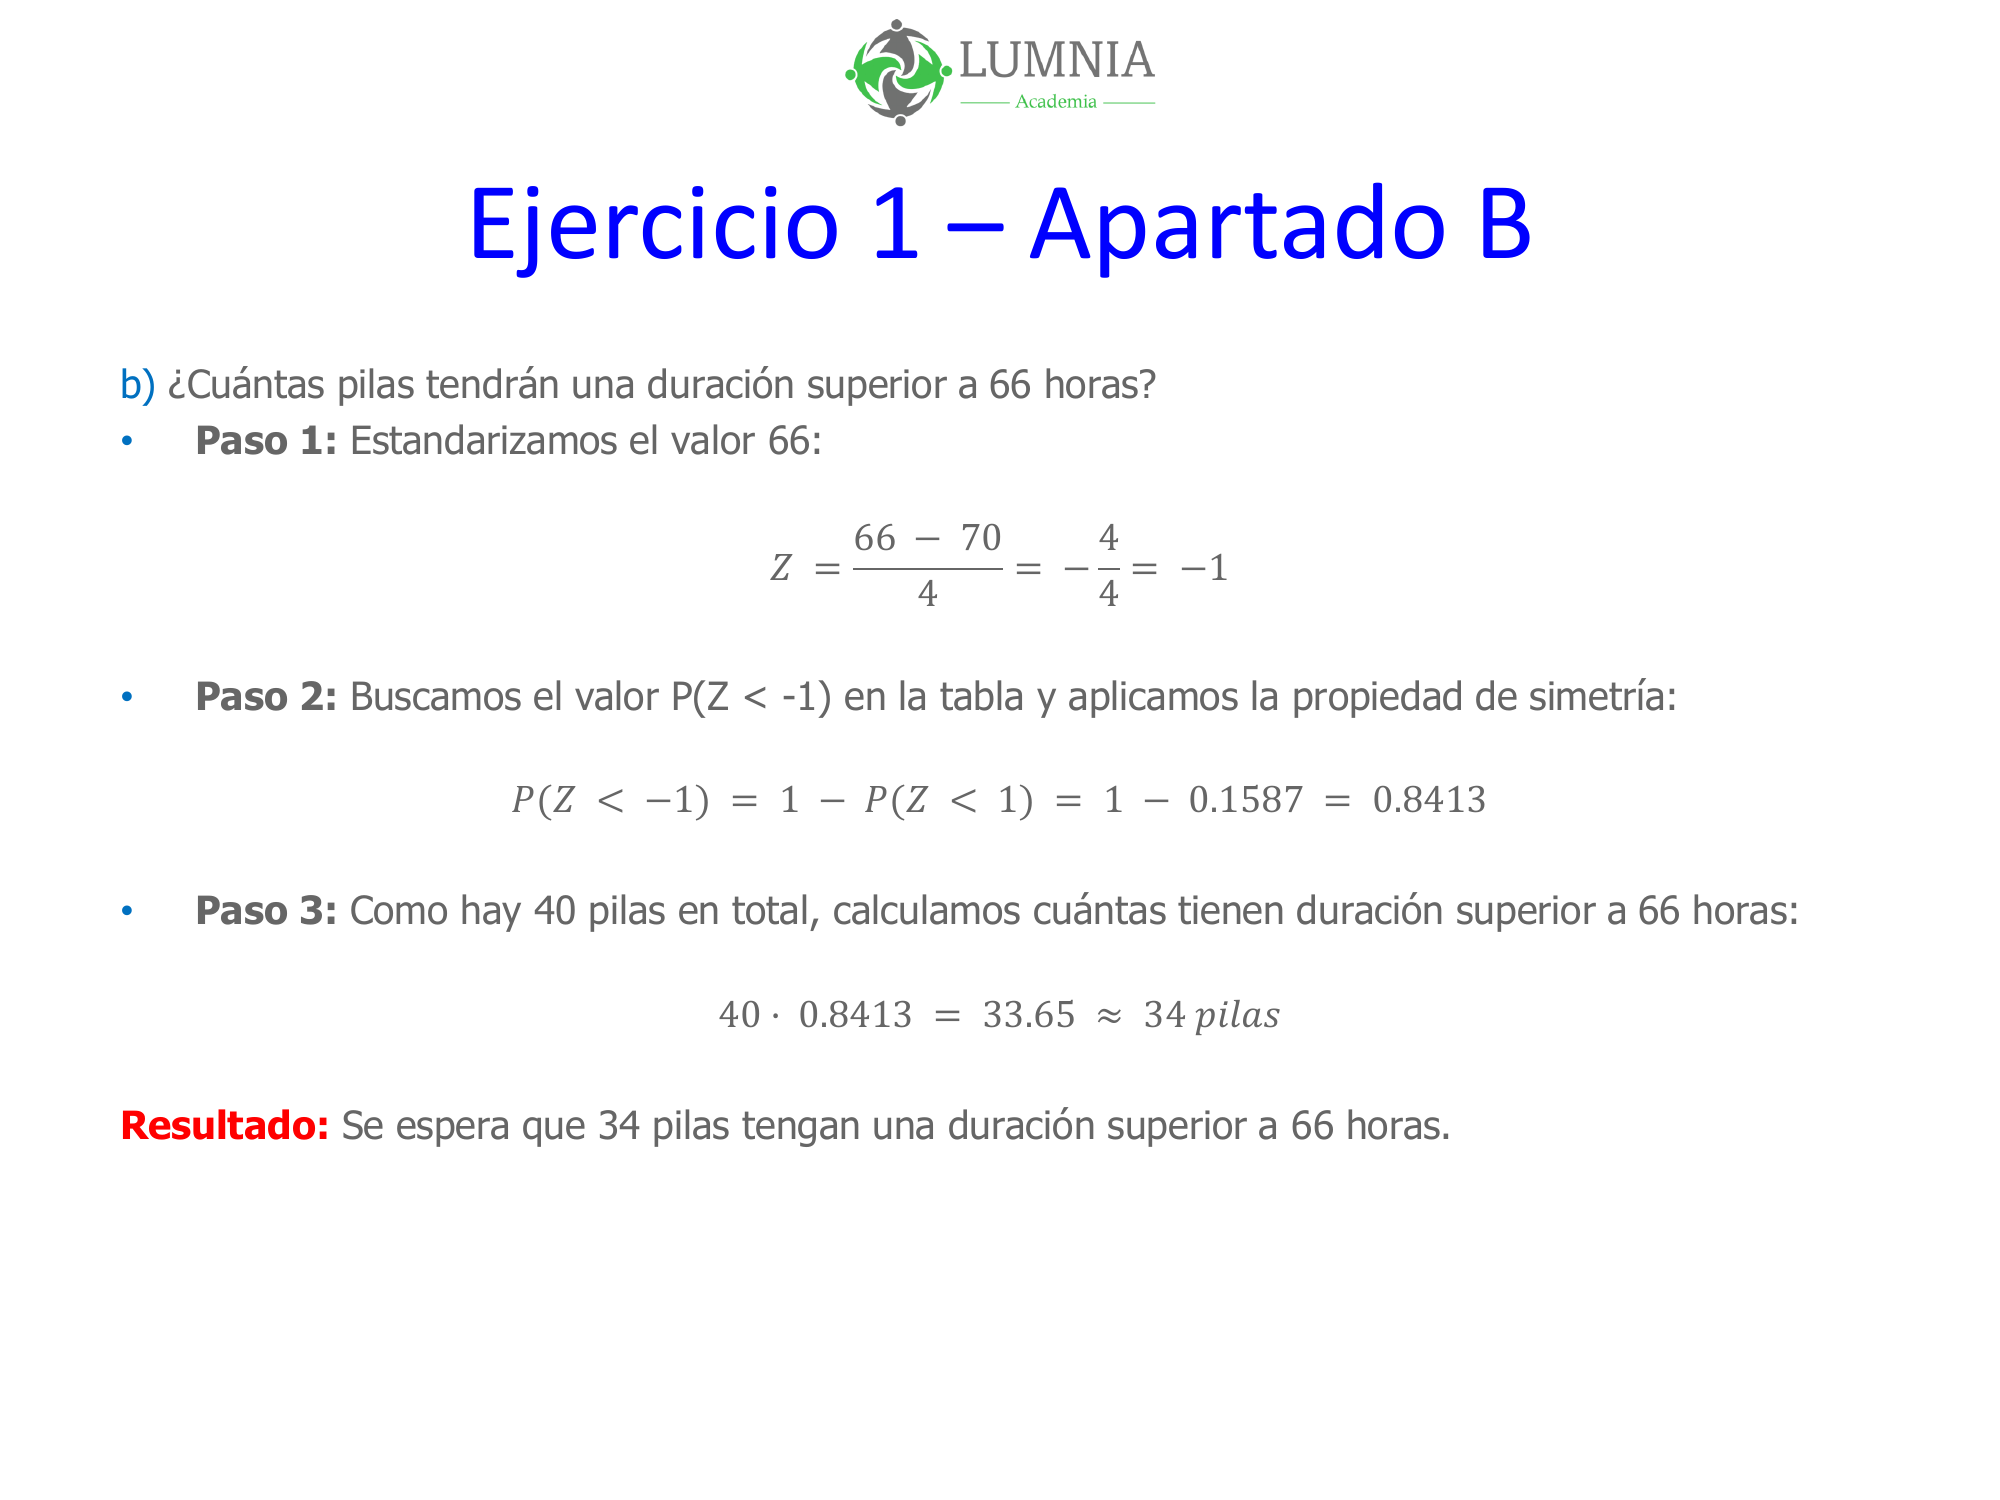 LUMNIA
Academia
Ejercicio 1 – Apartado B
b) ¿Cuántas pilas tendrán una duración superior a 66 horas?
• Paso 1: Estandarizamos el valor 66:
Z = (66 − 70)/4 = −4/4 = −1
• Paso 2: Buscamos el valor P(Z < -1) en la tabla y aplicamos la propiedad de simetría:
P(Z < −1) = 1 − P(Z < 1) = 1 − 0.1587 = 0.8413
• Paso 3: Como hay 40 pilas en total, calculamos cuántas tienen duración superior a 66 horas:
40 · 0.8413 = 33.65 ≈ 34 pilas
Resultado: Se espera que 34 pilas tengan una duración superior a 66 horas.